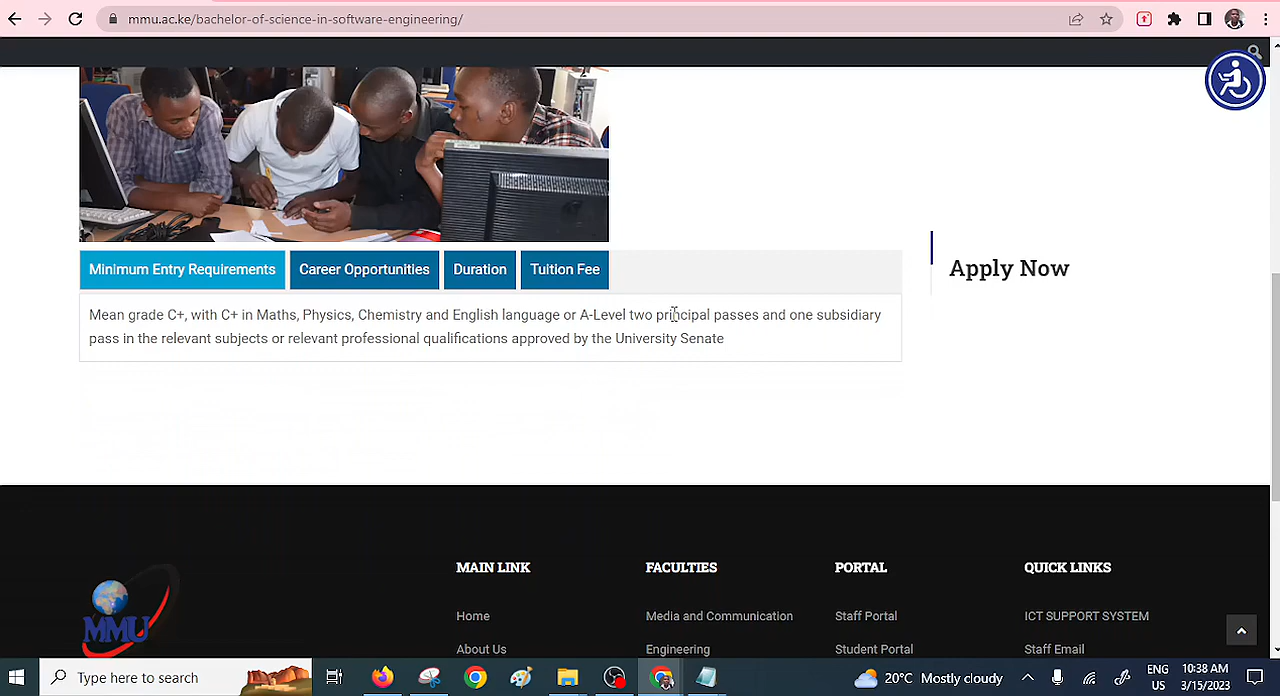 mmu.ac.ke/bachelor-of-science-in-software-engineering/
Minimum Entry Requirements
Career Opportunities
Duration
Tuition Fee
Apply Now
Mean grade C+, with C+ in Maths, Physics, Chemistry and English language or A-Level two principal passes and one subsidiary
pass in the relevant subjects or relevant professional qualifications approved by the University Senate
MMU
MAIN LINK
Home
About Us
FACULTIES
Media and Communication
Engineering
PORTAL
Staff Portal
Student Portal
QUICK LINKS
ICT SUPPORT SYSTEM
Staff Email
Type here to search
20°C Mostly cloudy
ENG
US
10:38 AM
3/15/2023